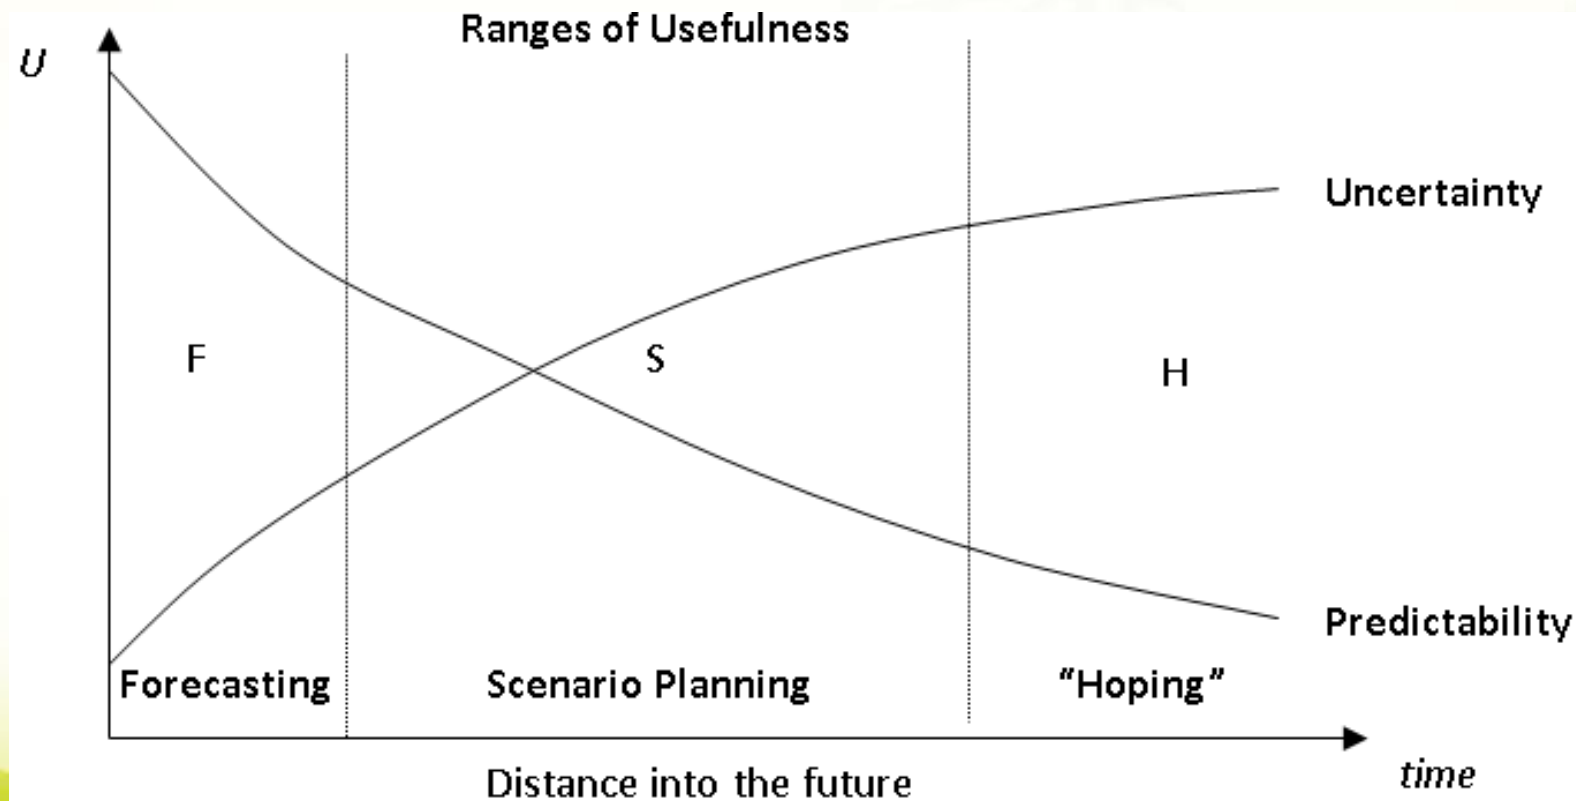 Ranges of Usefulness
U
Uncertainty
F
S
H
Predictability
Forecasting
Scenario Planning
"Hoping"
Distance into the future
time